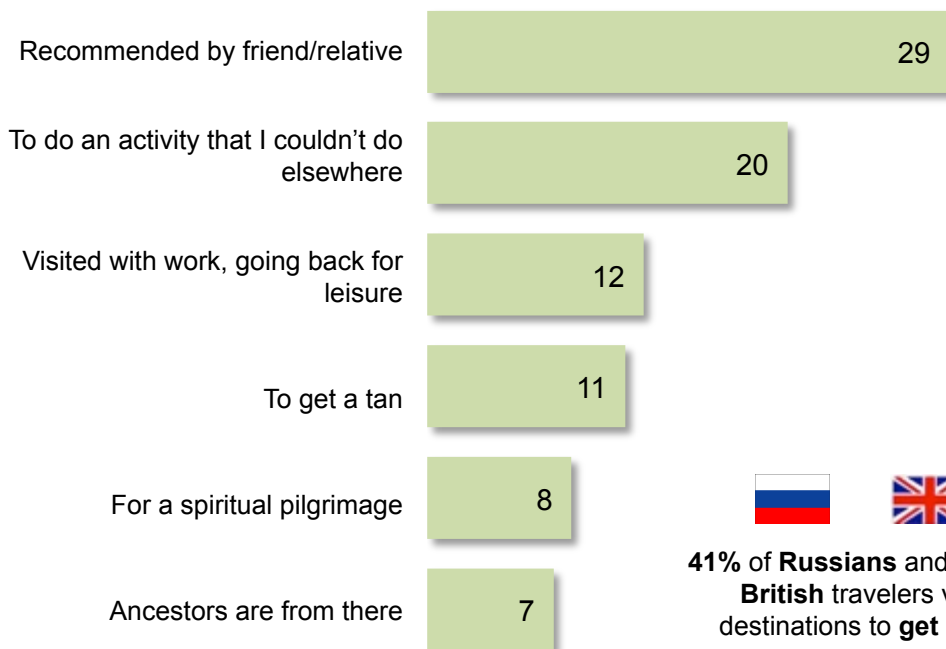 Recommended by friend/relative
29
To do an activity that I couldn’t do
elsewhere
20
Visited with work, going back for
leisure
12
To get a tan
11
For a spiritual pilgrimage
8
Ancestors are from there
7
41% of Russians and
British travelers
destinations to get